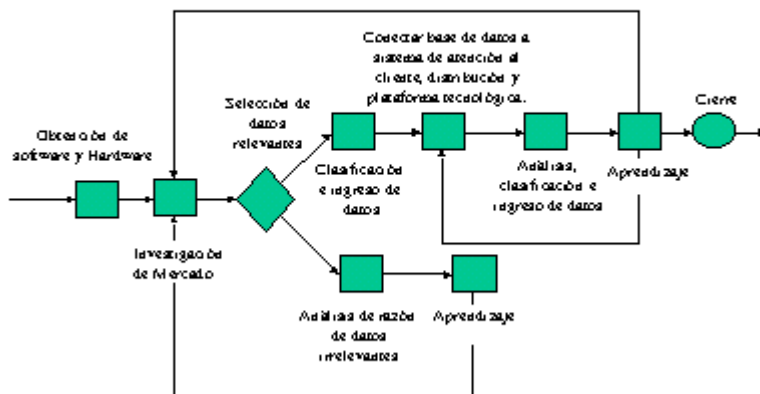 Conectar base de datos a
sistema de atención al
cliente, distribución y
plataforma tecnológica.
Cierre
Selección de
datos
relevantes
Obtención de
software y Hardware
Clasificación
e ingreso de
datos
Análisis,
clasificación e
ingreso de datos
Aprendizaje
Investigación
de Mercado
Análisis de razón
de datos
irrelevantes
Aprendizaje